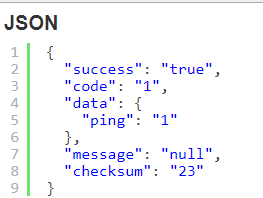 JSON
1 {
2   "success": "true",
3   "code": "1",
4   "data": {
5     "ping": "1"
6   },
7   "message": "null",
8   "checksum": "23"
9 }